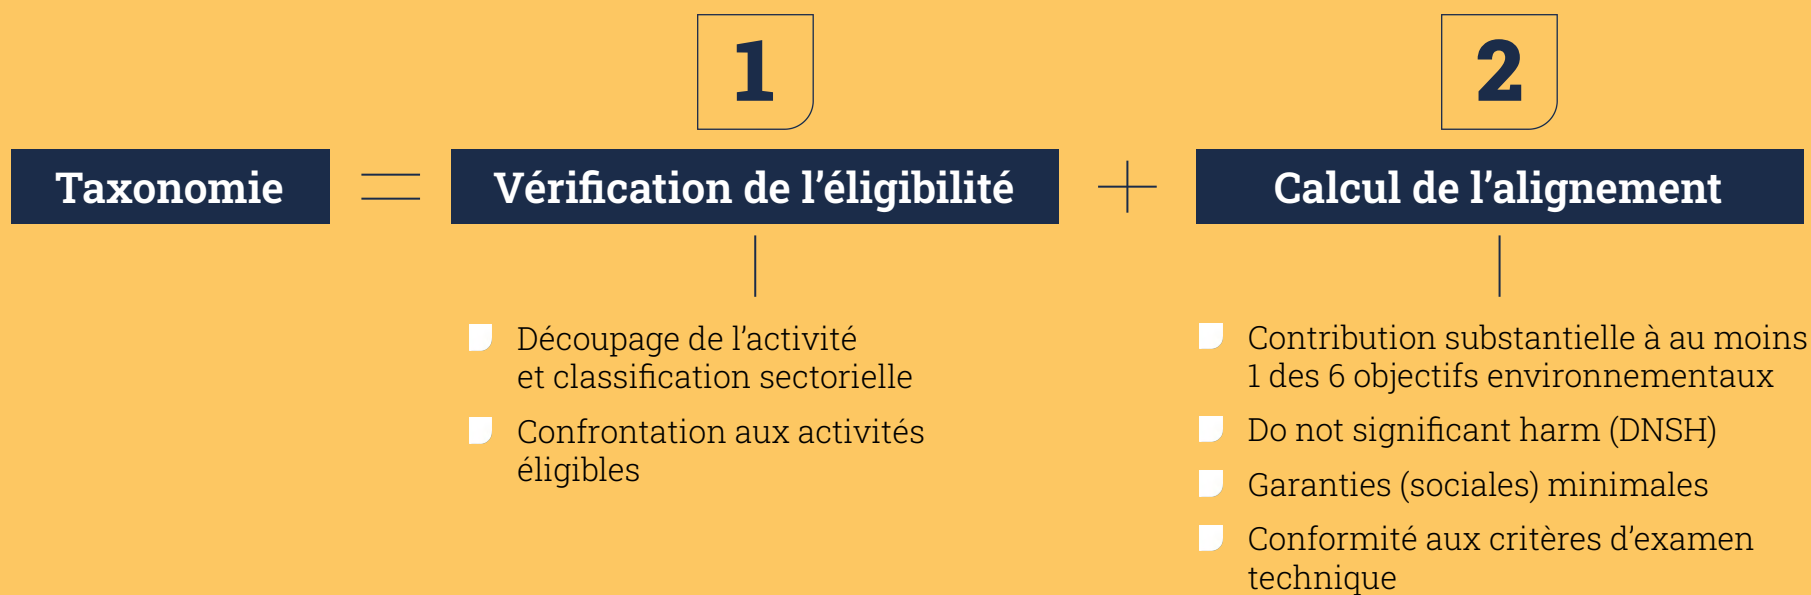 1
2
Taxonomie
Vérification de l’éligibilité
+
Calcul de l’alignement
Découpage de l’activité
et classification sectorielle
Confrontation aux activités
éligibles
Contribution substantielle à au moins
1 des 6 objectifs environnementaux
Do not significant harm (DNSH)
Garanties (sociales) minimales
Conformité aux critères d'examen
technique